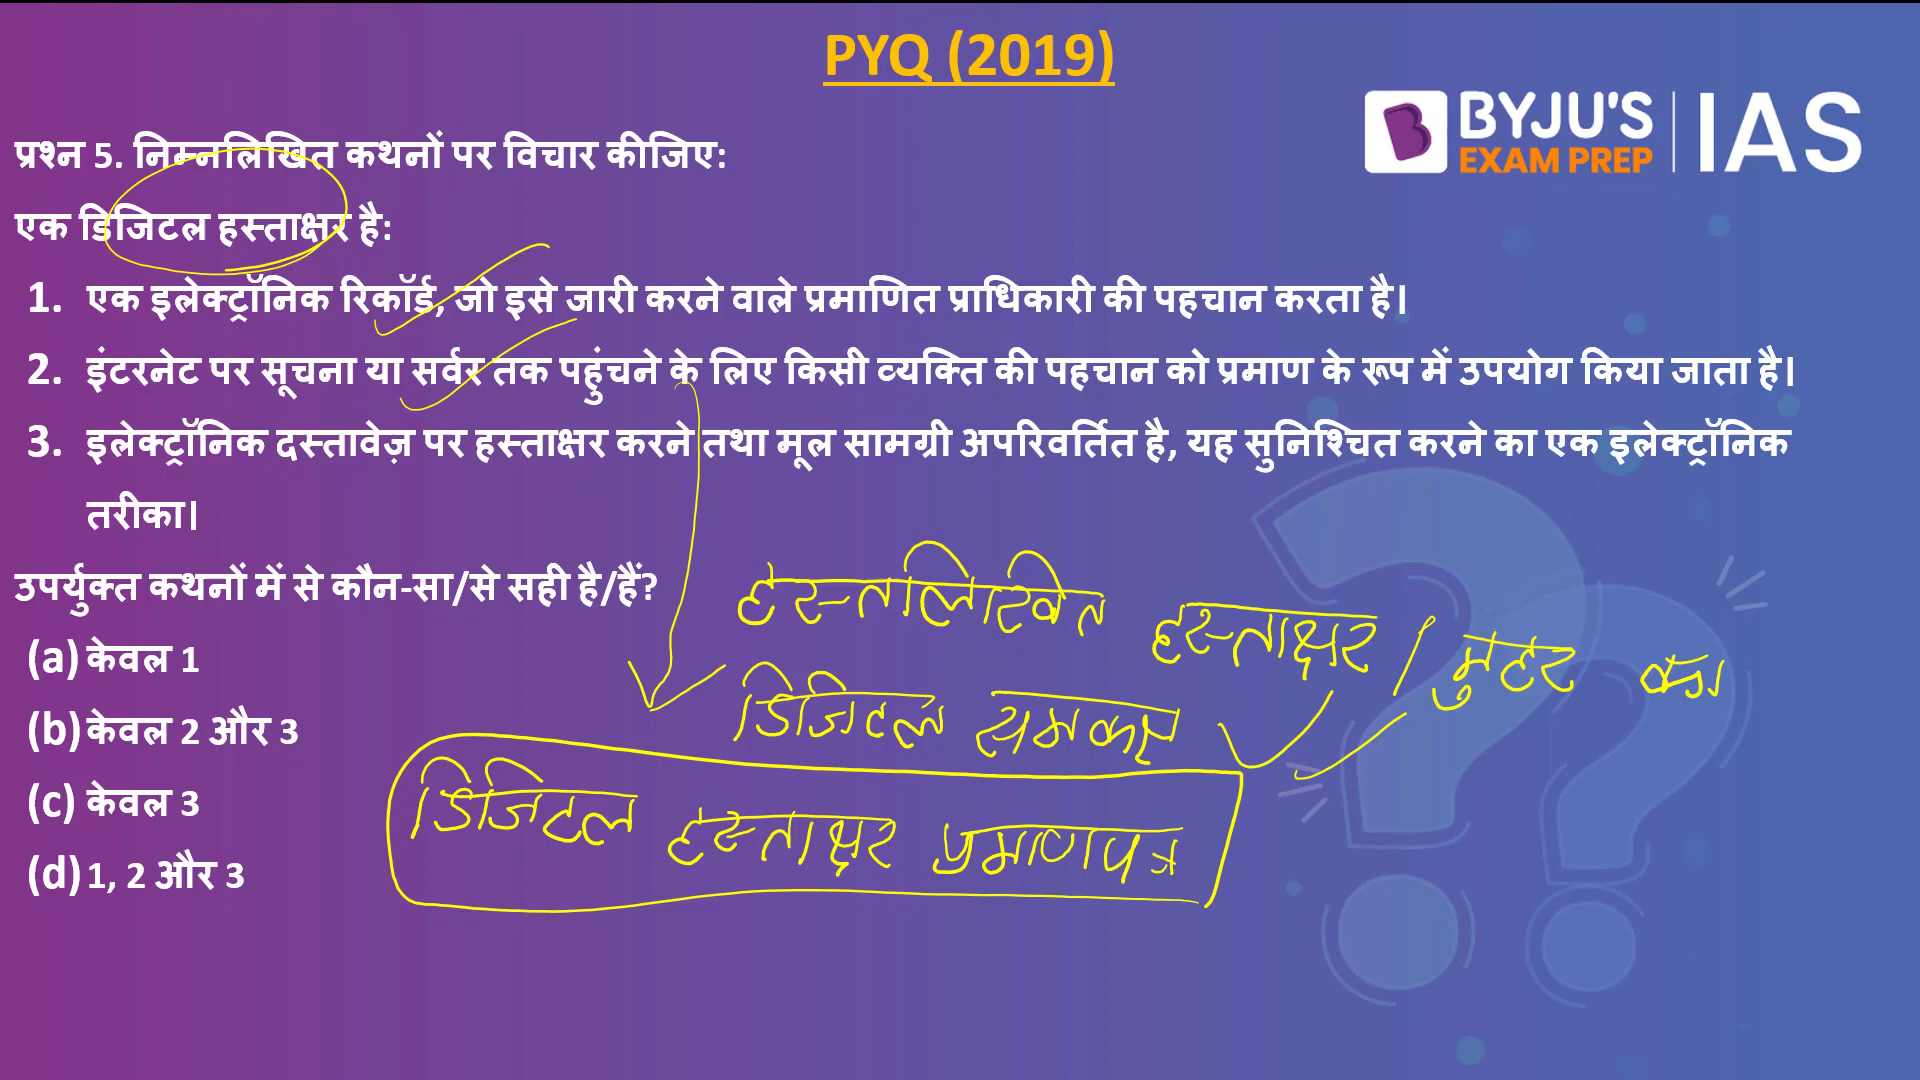 PYQ (2019)
BYJU'S
EXAM PREP
IAS
प्रश्न 5. निम्नलिखित कथनों पर विचार कीजिए:
एक डिजिटल हस्ताक्षर है:
1. एक इलेक्ट्रॉनिक रिकॉर्ड, जो इसे जारी करने वाले प्रमाणित प्राधिकारी की पहचान करता है।
2. इंटरनेट पर सूचना या सर्वर तक पहुंचने के लिए किसी व्यक्ति की पहचान को प्रमाण के रूप में उपयोग किया जाता है।
3. इलेक्ट्रॉनिक दस्तावेज़ पर हस्ताक्षर करने तथा मूल सामग्री अपरिवर्तित है, यह सुनिश्चित करने का एक इलेक्ट्रॉनिक
तरीका।
उपर्युक्त कथनों में से कौन-सा/से सही है/हैं?
(a) केवल 1
(b) केवल 2 और 3
(c) केवल 3
(d) 1, 2 और 3
हस्तलिखित हस्ताक्षर / मुहर का
डिजिटल समकक्ष
डिजिटल हस्ताक्षर प्रमाणपत्र